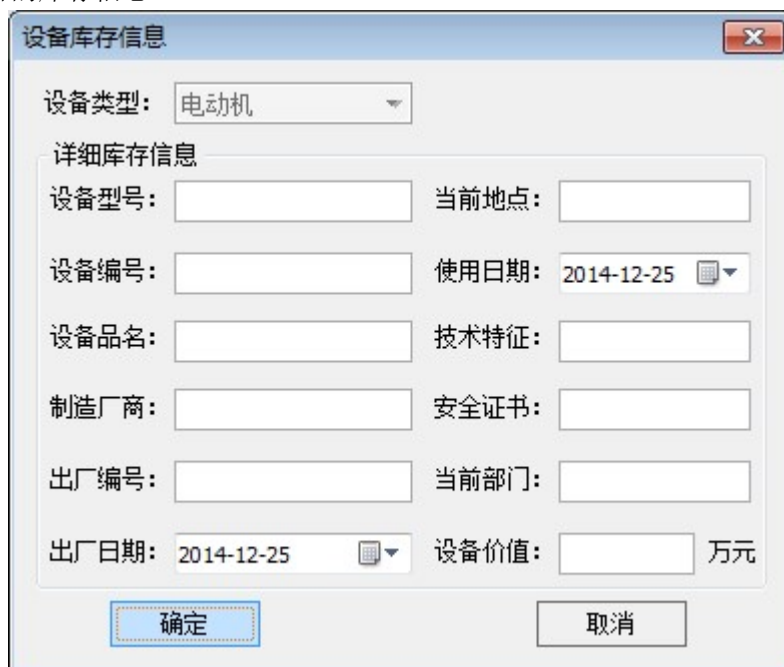 设备库存信息
设备类型： 电动机
详细库存信息
设备型号： 当前地点：
设备编号： 使用日期： 2014-12-25
设备品名： 技术特征：
制造厂商： 安全证书：
出厂编号： 当前部门：
出厂日期： 2014-12-25 设备价值： 万元
确定 取消